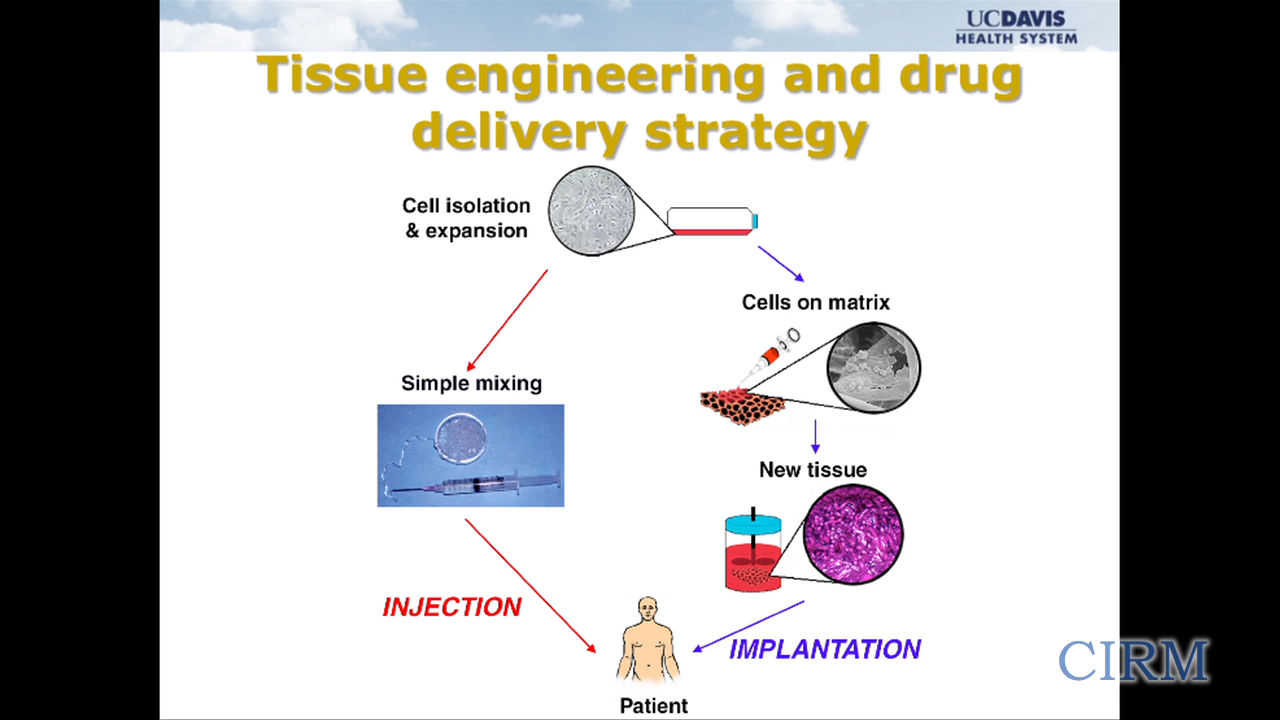 UCDAVIS
HEALTH SYSTEM
Tissue engineering and drug
delivery strategy
Cell isolation
& expansion
Cells on matrix
Simple mixing
New tissue
INJECTION
IMPLANTATION
CIRM
Patient